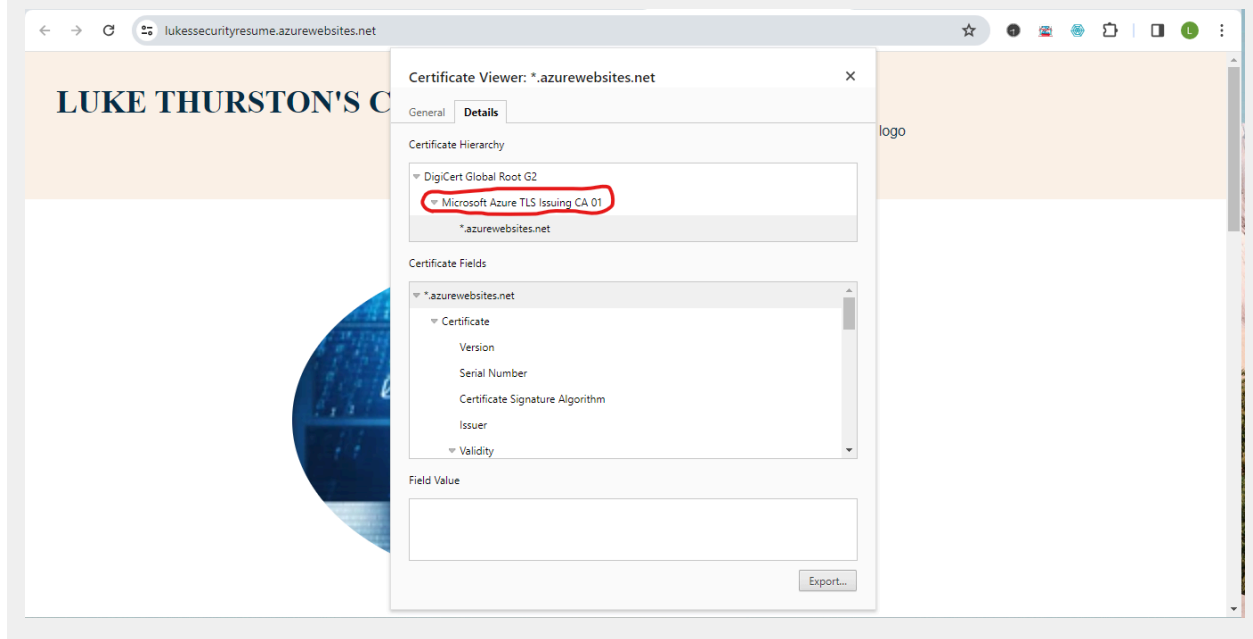 lukessecurityresume.azurewebsites.net
L
LUKE THURSTON'S C
logo
Certificate Viewer: *.azurewebsites.net
General Details
Certificate Hierarchy
DigiCert Global Root G2
Microsoft Azure TLS Issuing CA 01
*.azurewebsites.net
Certificate Fields
*.azurewebsites.net
Certificate
Version
Serial Number
Certificate Signature Algorithm
Issuer
Validity
Field Value
Export...